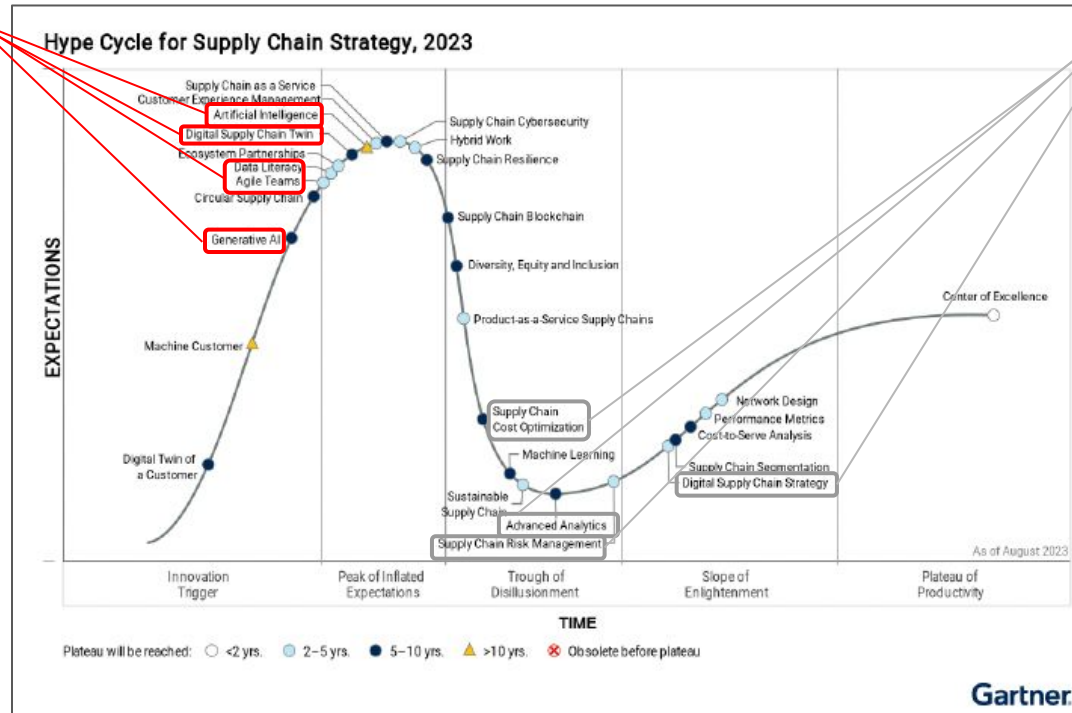 Hype Cycle for Supply Chain Strategy, 2023
Supply Chain as a Service
Customer Experience Management
Artificial Intelligence
Digital Supply Chain Twin
Ecosystem Partnerships
Data Literacy
Agile Teams
Circular Supply Chain
Generative AI
Machine Customer
Digital Twin of
a Customer
Supply Chain Cybersecurity
Hybrid Work
Supply Chain Resilience
Supply Chain Blockchain
Diversity, Equity and Inclusion
Product-as-a-Service Supply Chains
Supply Chain
Cost Optimization
Machine Learning
Sustainable
Supply Chain
Advanced Analytics
Supply Chain Risk Management
Network Design
Performance Metrics
Cost-to-Serve Analysis
Supply Chain Segmentation
Digital Supply Chain Strategy
Center of Excellence
As of August 2023
EXPECTATIONS
Innovation
Trigger
Peak of Inflated
Expectations
Trough of
Disillusionment
Slope of
Enlightenment
Plateau of
Productivity
TIME
Plateau will be reached: <2 yrs. 2–5 yrs. 5–10 yrs. >10 yrs. Obsolete before plateau
Gartner